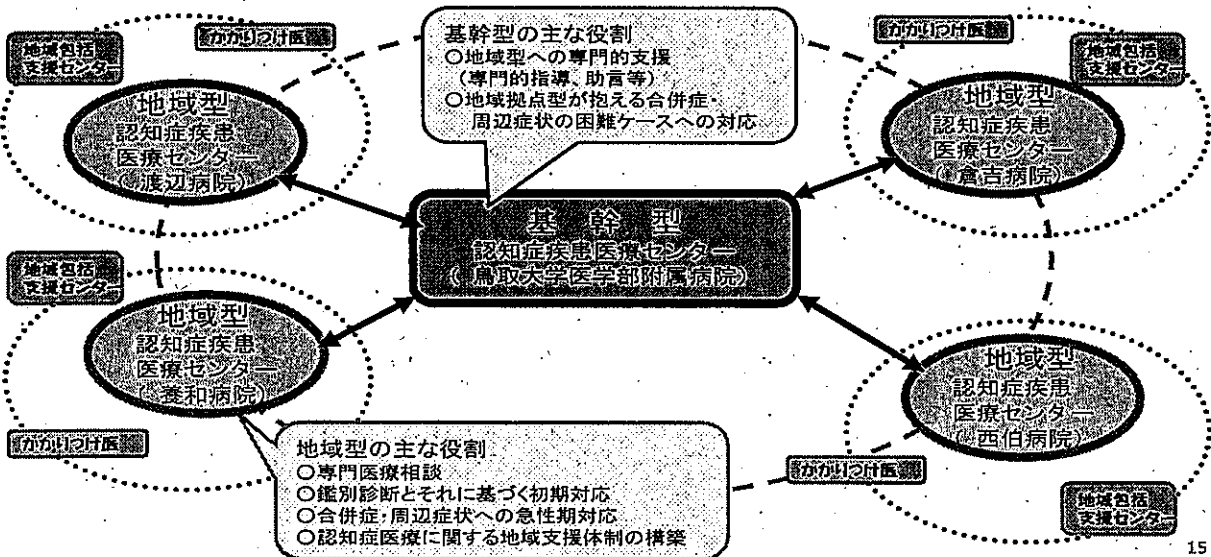 かかりつけ医
地域包括
支援センター
地域型
認知症疾患
医療センター
(渡辺病院)
基幹型の主な役割
○地域型への専門的支援
(専門的指導、助言等)
○地域拠点型が抱える合併症・
周辺症状の困難ケースへの対応
かかりつけ医
地域包括
支援センター
地域型
認知症疾患
医療センター
(倉吉病院)
基 幹 型
認知症疾患医療センター
(鳥取大学医学部附属病院)
地域包括
支援センター
地域型
認知症疾患
医療センター
(養和病院)
かかりつけ医
地域型の主な役割
○専門医療相談
○鑑別診断とそれに基づく初期対応
○合併症・周辺症状への急性期対応
○認知症医療に関する地域支援体制の構築
地域型
認知症疾患
医療センター
(西伯病院)
かかりつけ医
地域包括
支援センター
15